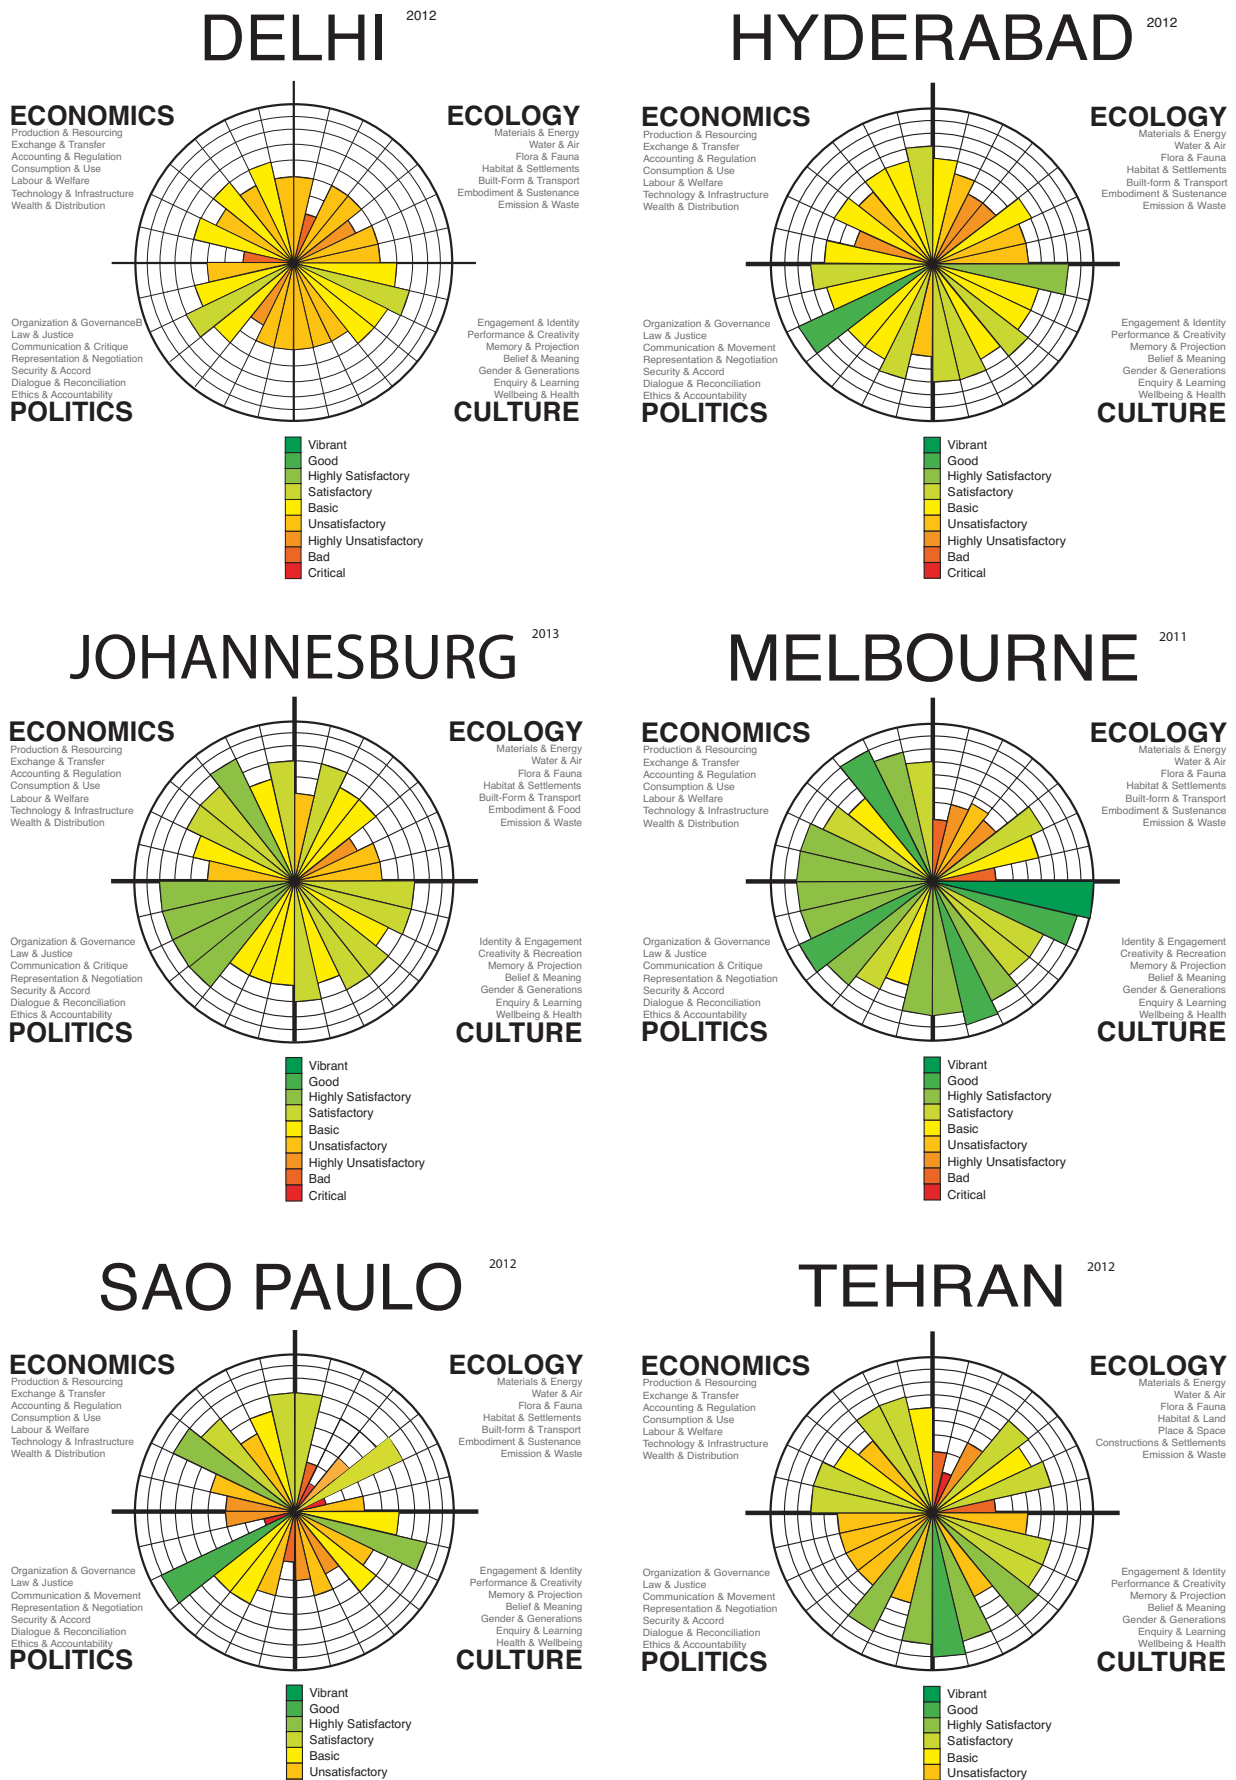 DELHI 2012
ECONOMICS
Production & Resourcing
Exchange & Transfer
Accounting & Regulation
Consumption & Use
Labour & Welfare
Technology & Infrastructure
Wealth & Distribution
ECOLOGY
Materials & Energy
Water & Air
Flora & Fauna
Habitat & Settlements
Built-Form & Transport
Embodiment & Sustenance
Emission & Waste
Organization & GovernanceB
Law & Justice
Communication & Critique
Representation & Negotiation
Security & Accord
Dialogue & Reconciliation
Ethics & Accountability
POLITICS
Engagement & Identity
Performance & Creativity
Memory & Projection
Belief & Meaning
Gender & Generations
Enquiry & Learning
Wellbeing & Health
CULTURE
Vibrant
Good
Highly Satisfactory
Satisfactory
Basic
Unsatisfactory
Highly Unsatisfactory
Bad
Critical
HYDERABAD 2012
ECONOMICS
Production & Resourcing
Exchange & Transfer
Accounting & Regulation
Consumption & Use
Labour & Welfare
Technology & Infrastructure
Wealth & Distribution
ECOLOGY
Materials & Energy
Water & Air
Flora & Fauna
Habitat & Settlements
Built-form & Transport
Embodiment & Sustenance
Emission & Waste
Organization & Governance
Law & Justice
Communication & Movement
Representation & Negotiation
Security & Accord
Dialogue & Reconciliation
Ethics & Accountability
POLITICS
Engagement & Identity
Performance & Creativity
Memory & Projection
Belief & Meaning
Gender & Generations
Enquiry & Learning
Wellbeing & Health
CULTURE
Vibrant
Good
Highly Satisfactory
Satisfactory
Basic
Unsatisfactory
Highly Unsatisfactory
Bad
Critical
JOHANNESBURG 2013
ECONOMICS
Production & Resourcing
Exchange & Transfer
Accounting & Regulation
Consumption & Use
Labour & Welfare
Technology & Infrastructure
Wealth & Distribution
ECOLOGY
Materials & Energy
Water & Air
Flora & Fauna
Habitat & Settlements
Built-Form & Transport
Embodiment & Food
Emission & Waste
Organization & Governance
Law & Justice
Communication & Critique
Representation & Negotiation
Security & Accord
Dialogue & Reconciliation
Ethics & Accountability
POLITICS
Identity & Engagement
Creativity & Recreation
Memory & Projection
Belief & Meaning
Gender & Generations
Enquiry & Learning
Wellbeing & Health
CULTURE
Vibrant
Good
Highly Satisfactory
Satisfactory
Basic
Unsatisfactory
Highly Unsatisfactory
Bad
Critical
MELBOURNE 2011
ECONOMICS
Production & Resourcing
Exchange & Transfer
Accounting & Regulation
Consumption & Use
Labour & Welfare
Technology & Infrastructure
Wealth & Distribution
ECOLOGY
Materials & Energy
Water & Air
Flora & Fauna
Habitat & Settlements
Built-form & Transport
Embodiment & Sustenance
Emission & Waste
Organization & Governance
Law & Justice
Communication & Critique
Representation & Negotiation
Security & Accord
Dialogue & Reconciliation
Ethics & Accountability
POLITICS
Identity & Engagement
Creativity & Recreation
Memory & Projection
Belief & Meaning
Gender & Generations
Enquiry & Learning
Wellbeing & Health
CULTURE
Vibrant
Good
Highly Satisfactory
Satisfactory
Basic
Unsatisfactory
Highly Unsatisfactory
Bad
Critical
SAO PAULO 2012
ECONOMICS
Production & Resourcing
Exchange & Transfer
Accounting & Regulation
Consumption & Use
Labour & Welfare
Technology & Infrastructure
Wealth & Distribution
ECOLOGY
Materials & Energy
Water & Air
Flora & Fauna
Habitat & Settlements
Built-form & Transport
Embodiment & Sustenance
Emission & Waste
Organization & Governance
Law & Justice
Communication & Movement
Representation & Negotiation
Security & Accord
Dialogue & Reconciliation
Ethics & Accountability
POLITICS
Engagement & Identity
Performance & Creativity
Memory & Projection
Belief & Meaning
Gender & Generations
Enquiry & Learning
Health & Wellbeing
CULTURE
Vibrant
Good
Highly Satisfactory
Satisfactory
Basic
Unsatisfactory
TEHRAN 2012
ECONOMICS
Production & Resourcing
Exchange & Transfer
Accounting & Regulation
Consumption & Use
Labour & Welfare
Technology & Infrastructure
Wealth & Distribution
ECOLOGY
Materials & Energy
Water & Air
Flora & Fauna
Habitat & Land
Place & Space
Constructions & Settlements
Emission & Waste
Organization & Governance
Law & Justice
Communication & Movement
Representation & Negotiation
Security & Accord
Dialogue & Reconciliation
Ethics & Accountability
POLITICS
Engagement & Identity
Performance & Creativity
Memory & Projection
Belief & Meaning
Gender & Generations
Enquiry & Learning
Wellbeing & Health
CULTURE
Vibrant
Good
Highly Satisfactory
Satisfactory
Basic
Unsatisfactory